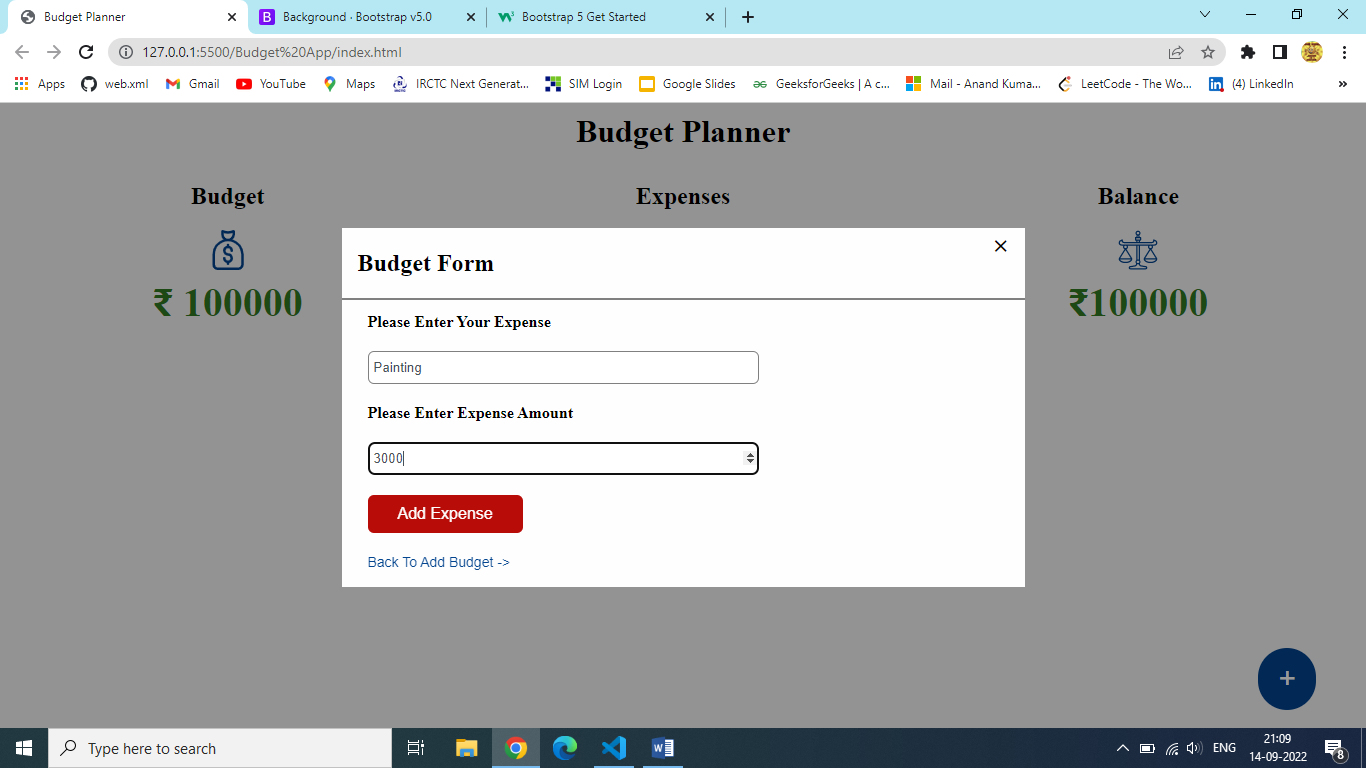 Budget Planner
Background · Bootstrap v5.0
Bootstrap 5 Get Started
127.0.0.1:5500/Budget%20App/index.html
Apps
web.xml
Gmail
YouTube
Maps
IRCTC Next Generat...
SIM Login
Google Slides
GeeksforGeeks | A c...
Mail - Anand Kuma...
LeetCode - The Wo...
(4) LinkedIn
Budget Planner
Budget
Expenses
Balance
₹ 100000
₹100000
Budget Form
Please Enter Your Expense
Painting
Please Enter Expense Amount
3000
Add Expense
Back To Add Budget ->
+
Type here to search
ENG
21:09
14-09-2022
8